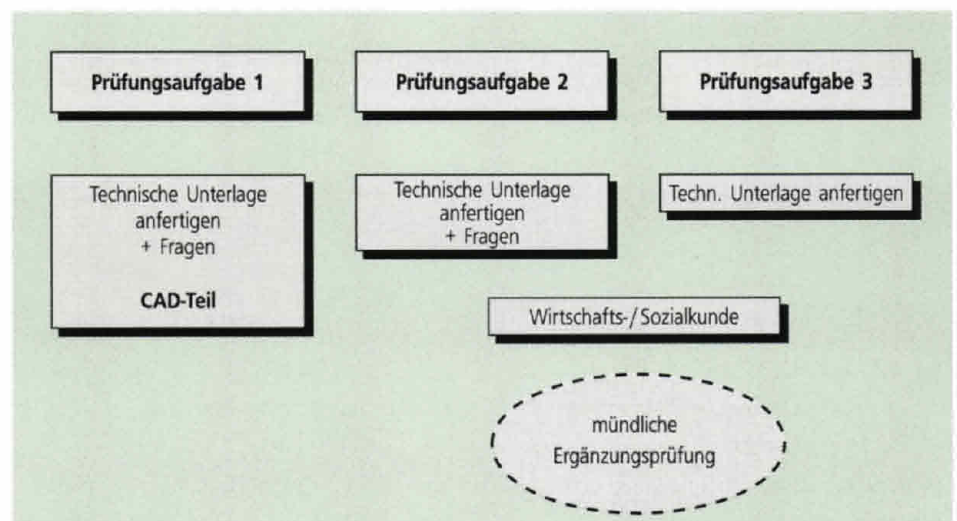 Prüfungsaufgabe 1
Prüfungsaufgabe 2
Prüfungsaufgabe 3
Technische Unterlage
anfertigen
+ Fragen
CAD-Teil
Technische Unterlage
anfertigen
+ Fragen
Techn. Unterlage anfertigen
Wirtschafts-/Sozialkunde
mündliche
Ergänzungsprüfung